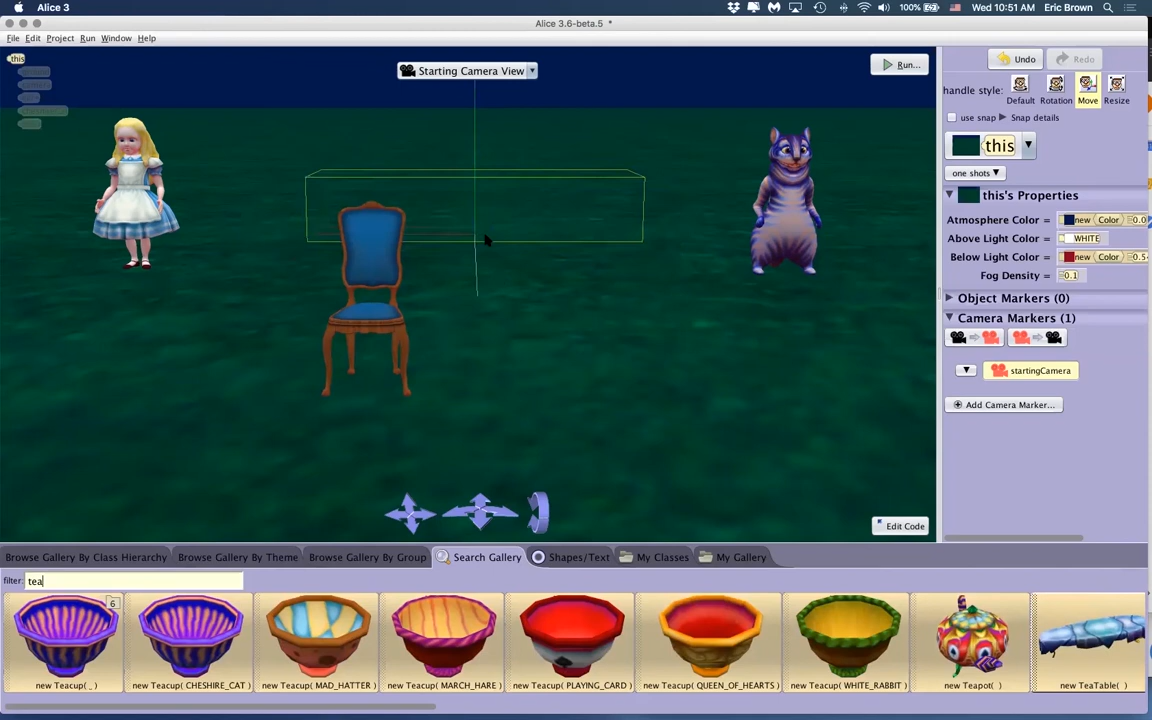 Alice 3
100%
Wed 10:51 AM Eric Brown
Alice 3.6-beta.5 *
File Edit Project Run Window Help
this
Starting Camera View
Run...
Undo
Redo
handle style:
Default
Rotation
Move
Resize
use snap
Snap details
this
one shots
this's Properties
Atmosphere Color = new Color =0.0
Above Light Color = WHITE
Below Light Color = new Color =0.5
Fog Density = =0.1
Object Markers (0)
Camera Markers (1)
startingCamera
Add Camera Marker...
Edit Code
Browse Gallery By Class Hierarchy
Browse Gallery By Theme
Browse Gallery By Group
Search Gallery
Shapes/Text
My Classes
My Gallery
filter: tea
6
new Teacup( _ )
new Teacup( CHESHIRE_CAT )
new Teacup( MAD_HATTER )
new Teacup( MARCH_HARE )
new Teacup( PLAYING_CARD )
new Teacup( QUEEN_OF_HEARTS )
new Teacup( WHITE_RABBIT )
new Teapot( )
new TeaTable( )